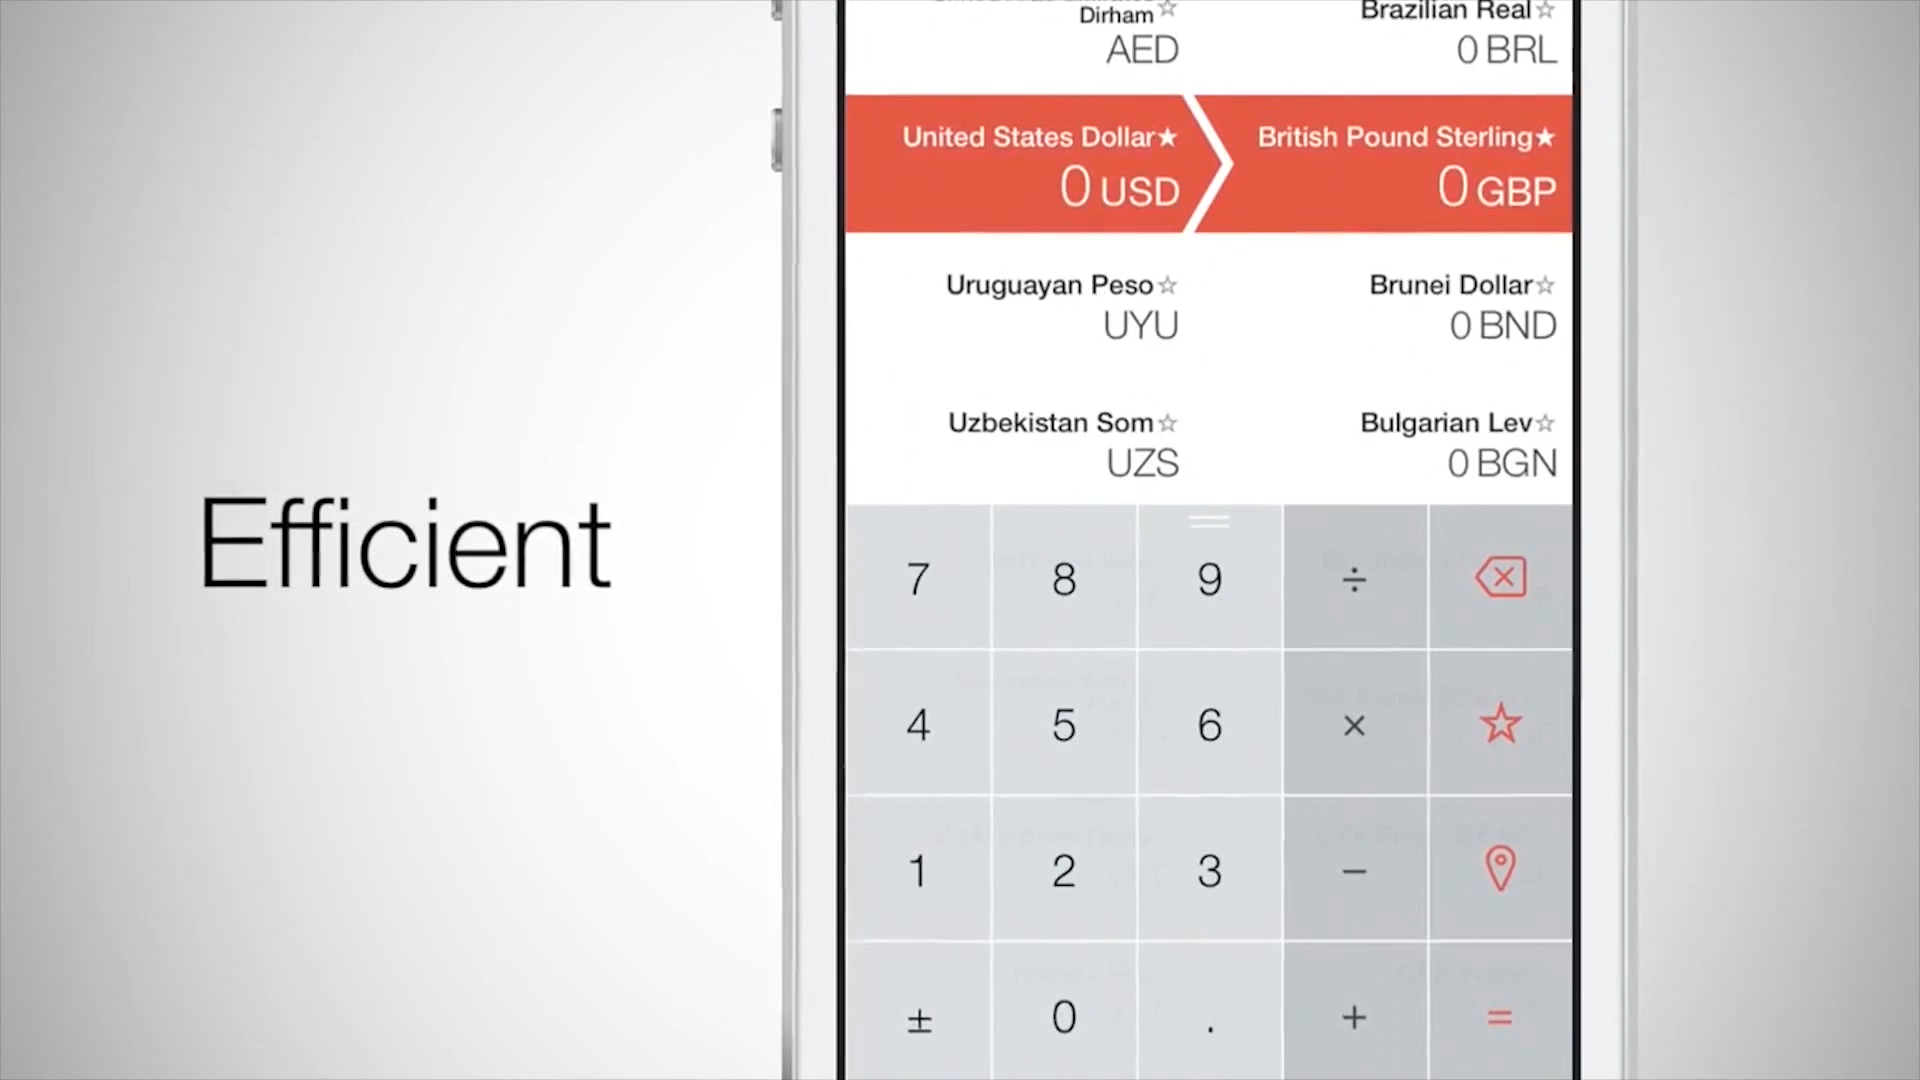 Dirham☆
AED
Brazilian Real☆
0 BRL
United States Dollar★
0 USD
British Pound Sterling★
0 GBP
Uruguayan Peso☆
UYU
Brunei Dollar☆
0 BND
Uzbekistan Som☆
UZS
Bulgarian Lev☆
0 BGN
Efficient
7 8 9 ÷
4 5 6 ×
1 2 3 −
± 0 . + =